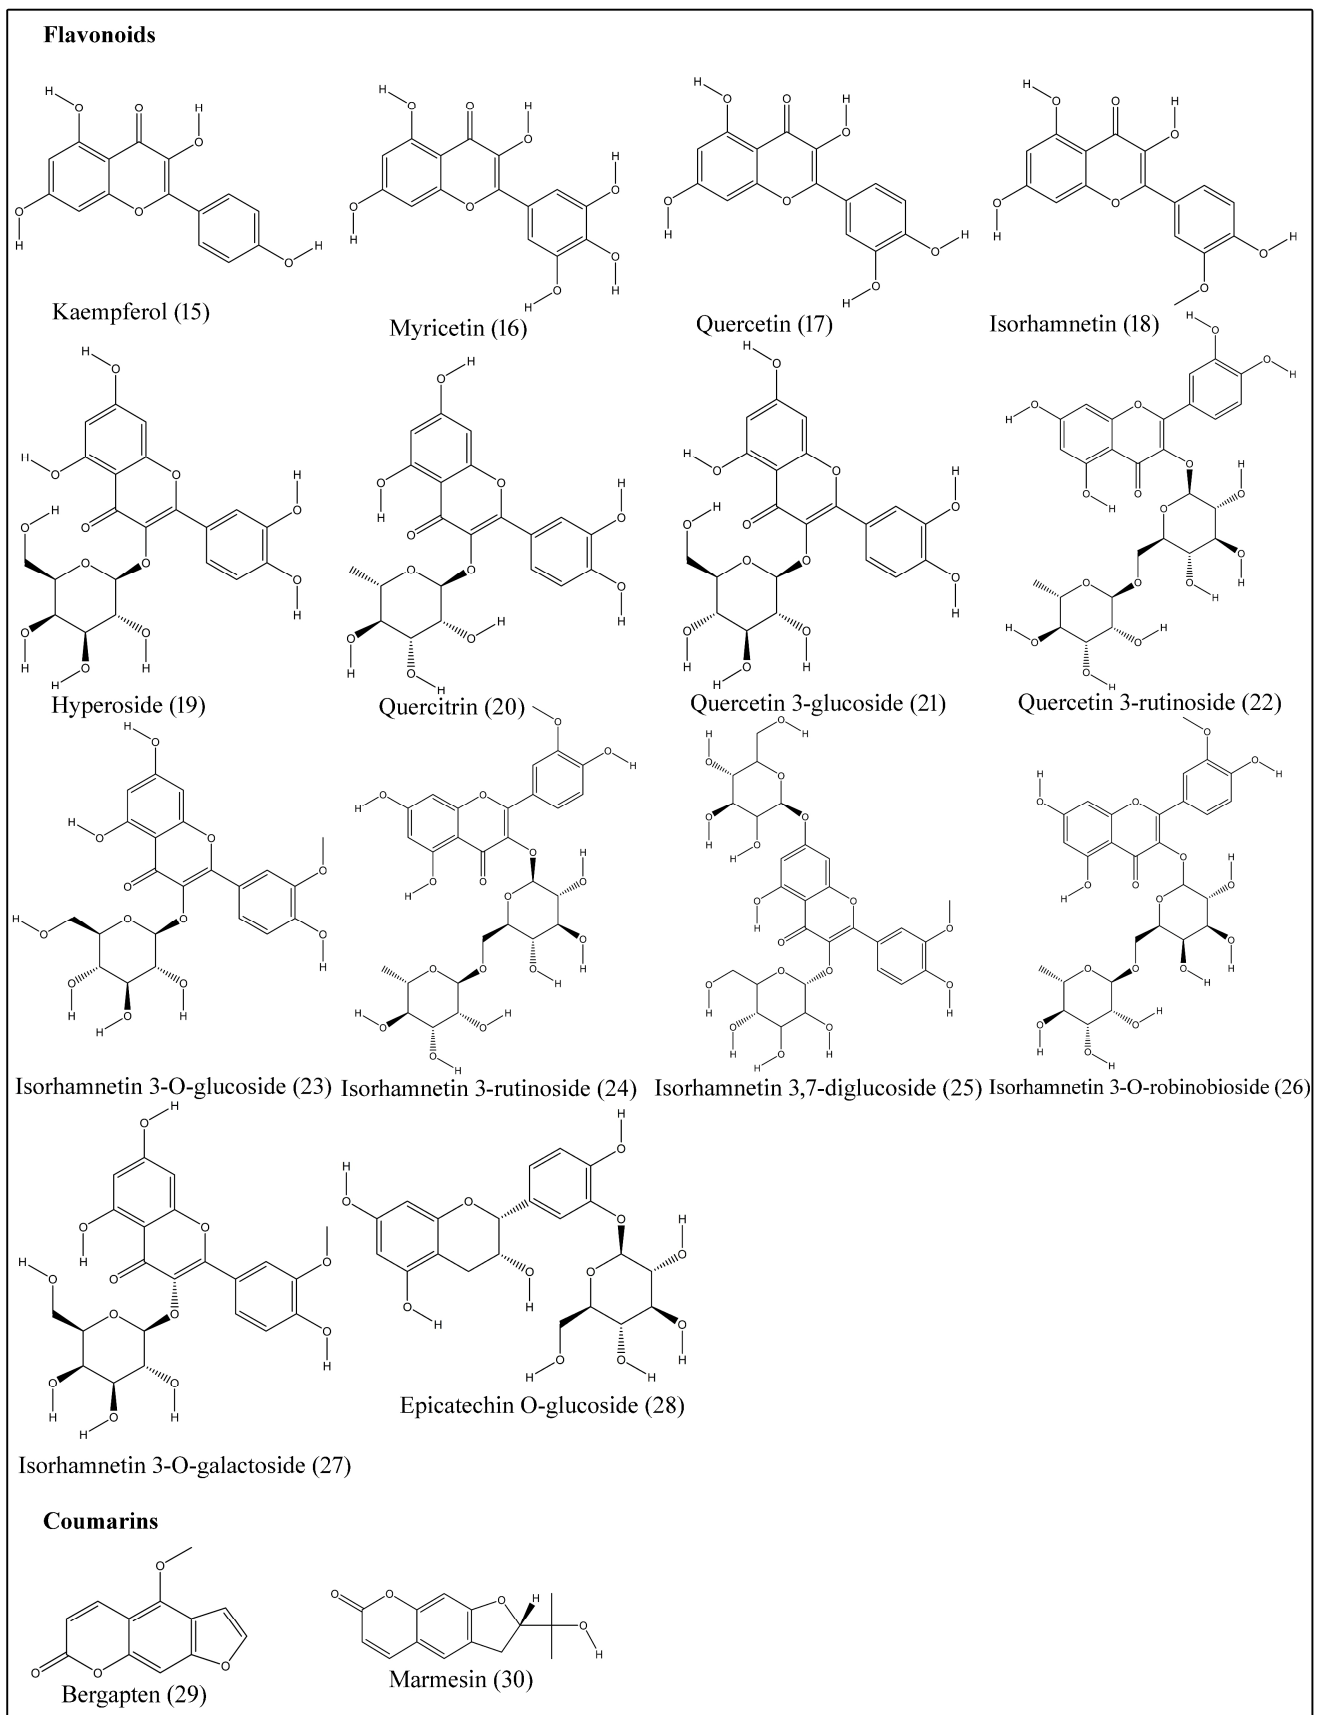 Flavonoids
Kaempferol (15)
Myricetin (16)
Quercetin (17)
Isorhamnetin (18)
Hyperoside (19)
Quercitrin (20)
Quercetin 3-glucoside (21)
Quercetin 3-rutinoside (22)
Isorhamnetin 3-O-glucoside (23)
Isorhamnetin 3-rutinoside (24)
Isorhamnetin 3,7-diglucoside (25)
Isorhamnetin 3-O-robinobioside (26)
Isorhamnetin 3-O-galactoside (27)
Epicatechin O-glucoside (28)
Coumarins
Bergapten (29)
Marmesin (30)